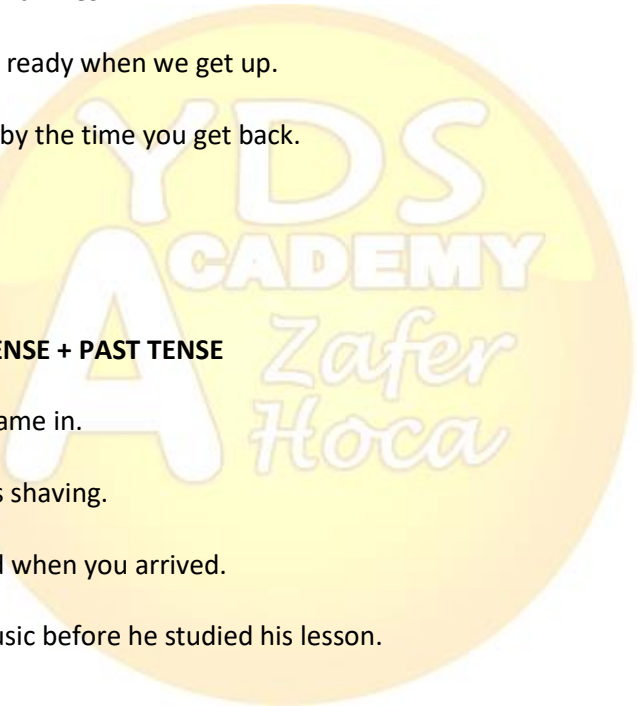 ready when we get up.
by the time you get back.
YDS
ACADEMY
ENSE + PAST TENSE
Zafer
ame in.
Hoca
s shaving.
when you arrived.
usic before he studied his lesson.